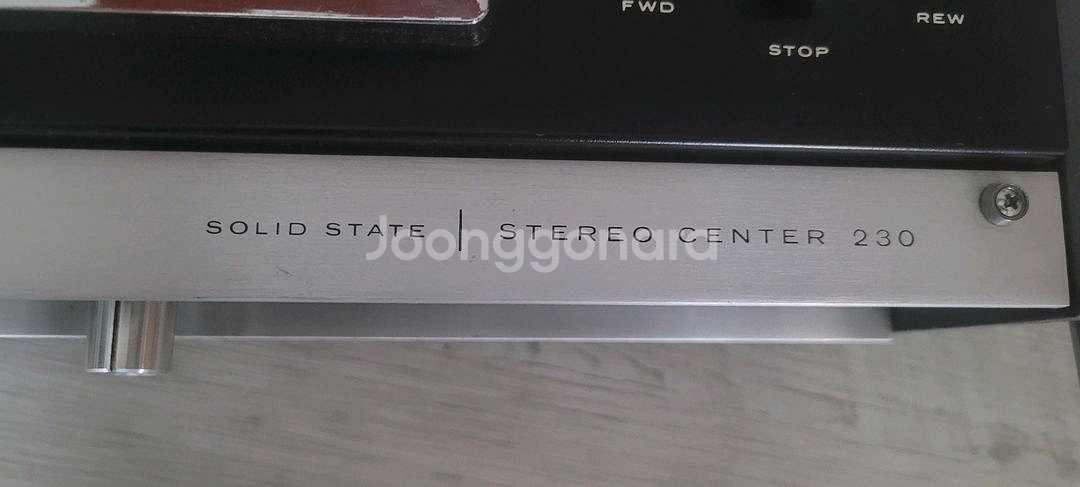 FWD
REW
STOP
SOLID STATE | STEREO CENTER 230
Joonggonara